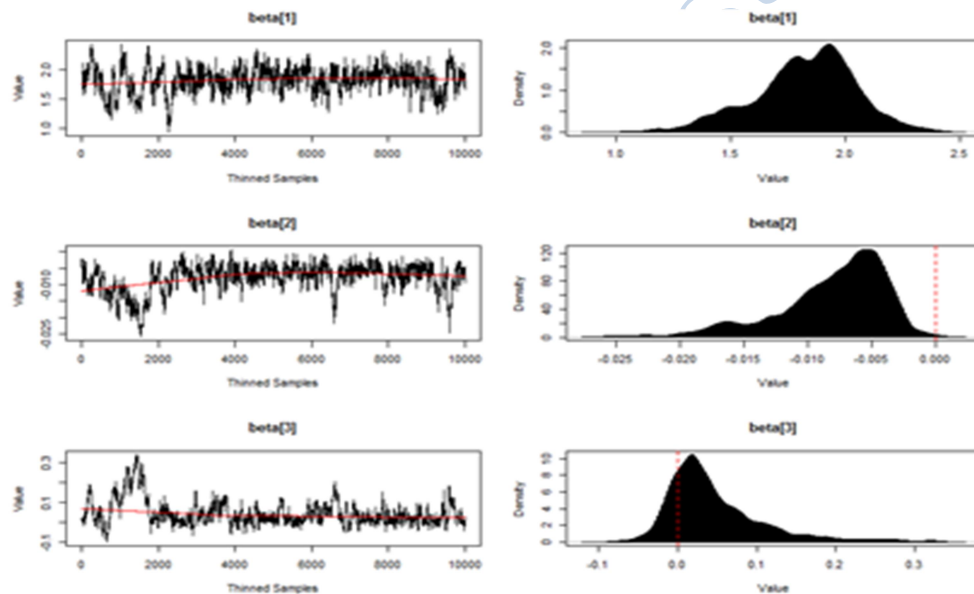 beta[1] beta[1]
Value 1.0 1.5 2.0 Density 0.0 1.0 2.0
0 2000 4000 6000 8000 10000 1.0 1.5 2.0 2.5
Thinned Samples Value
beta[2] beta[2]
Value -0.025 -0.010 Density 0 40 80 120
0 2000 4000 6000 8000 10000 -0.025 -0.020 -0.015 -0.010 -0.005 0.000
Thinned Samples Value
beta[3] beta[3]
Value -0.1 0.1 0.3 Density 0 2 4 6 8 10
0 2000 4000 6000 8000 10000 -0.1 0.0 0.1 0.2 0.3
Thinned Samples Value